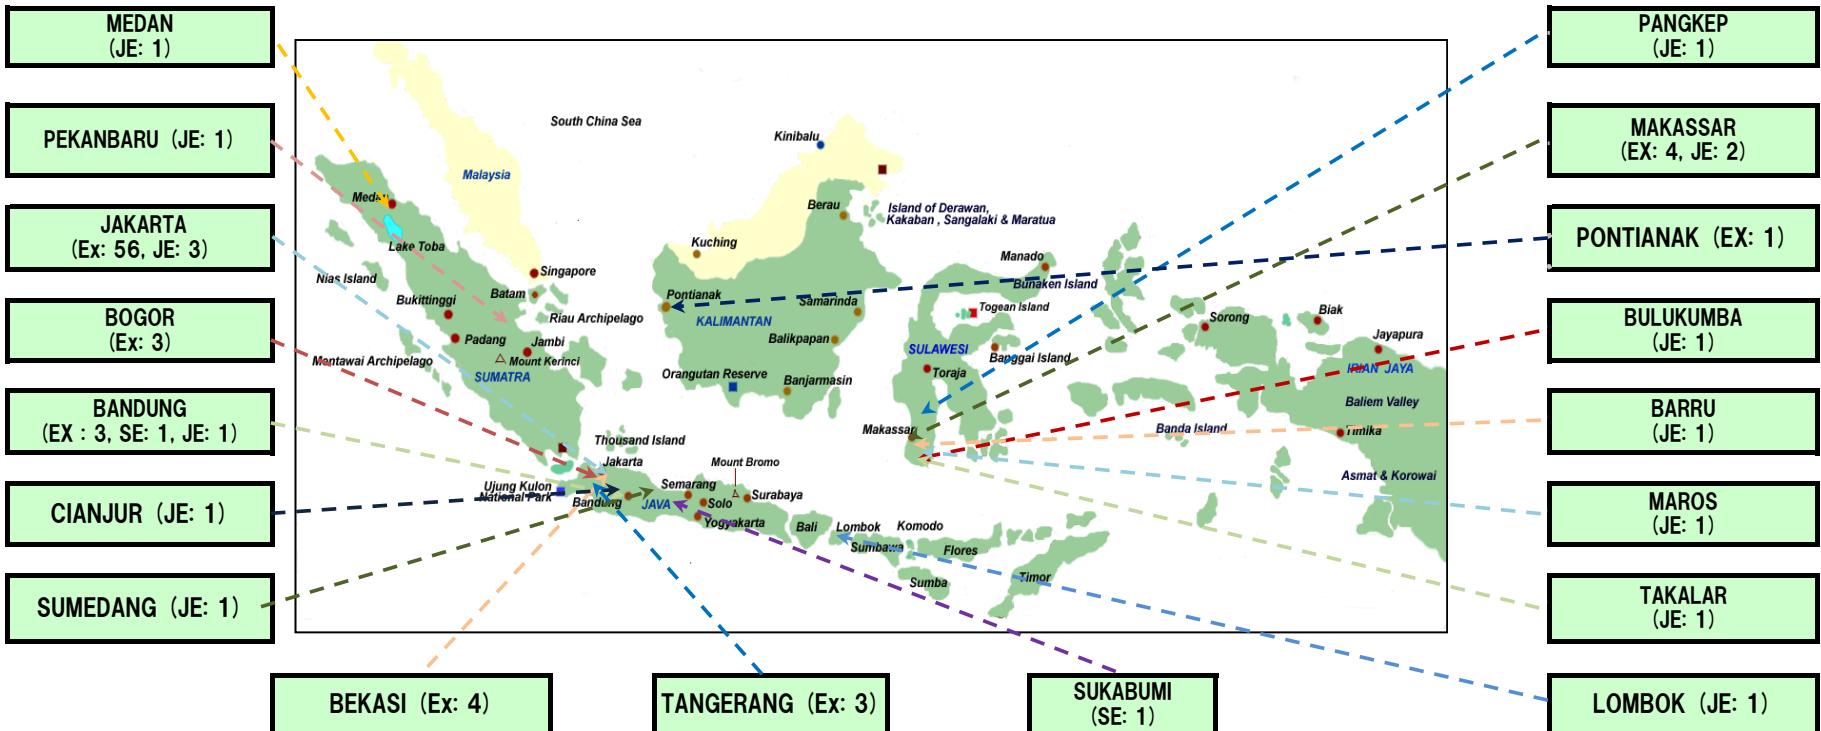 MEDAN
(JE: 1)
PEKANBARU (JE: 1)
JAKARTA
(Ex: 56, JE: 3)
BOGOR
(Ex: 3)
BANDUNG
(EX : 3, SE: 1, JE: 1)
CIANJUR (JE: 1)
SUMEDANG (JE: 1)
BEKASI (Ex: 4)
TANGERANG (Ex: 3)
SUKABUMI
(SE: 1)
PANGKEP
(JE: 1)
MAKASSAR
(EX: 4, JE: 2)
PONTIANAK (EX: 1)
BULUKUMBA
(JE: 1)
BARRU
(JE: 1)
MAROS
(JE: 1)
TAKALAR
(JE: 1)
LOMBOK (JE: 1)
South China Sea
Kinibalu
Malaysia
Medan
Berau
Island of Derawan,
Kakaban , Sangalaki & Maratua
Lake Toba
Kuching
Manado
Nias Island
Singapore
Bunaken Island
Batam
Pontianak
Samarinda
Bukittinggi
Togean Island
Riau Archipelago
KALIMANTAN
Biak
Sorong
Padang
Jambi
Balikpapan
Jayapura
Mentawai Archipelago
Mount Kerinci
SULAWESI
Banggai Island
SUMATRA
Orangutan Reserve
Banjarmasin
Toraja
IRIAN JAYA
Baliem Valley
Thousand Island
Makassar
Banda Island
Timika
Jakarta
Mount Bromo
Asmat & Korowai
Ujung Kulon
National Park
Semarang
Surabaya
Bandung
JAVA
Solo
Yogyakarta
Bali
Lombok
Komodo
Sumbawa
Flores
Sumba
Timor